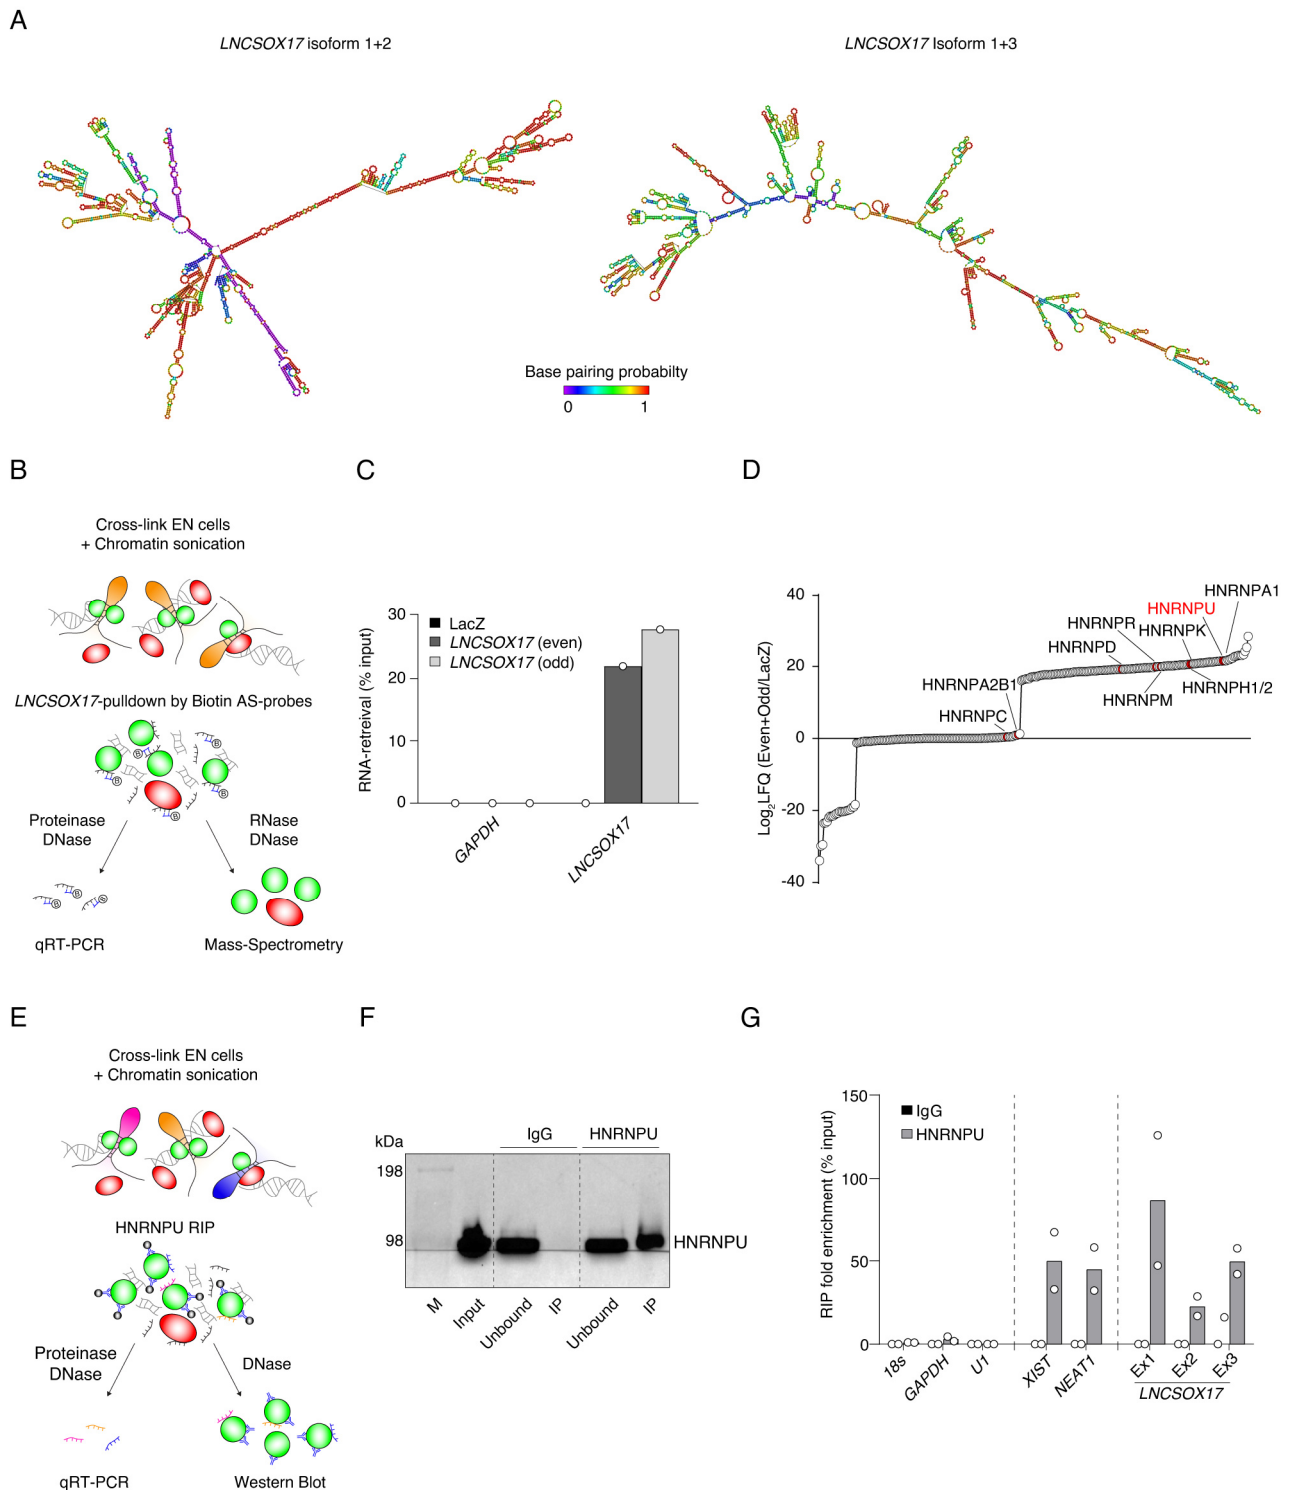 A
LNCSOX17 isoform 1+2
LNCSOX17 Isoform 1+3
Base pairing probabilty
0 1
B
Cross-link EN cells
+ Chromatin sonication
LNCSOX17-pulldown by Biotin AS-probes
B
B
B
B
B
Proteinase
DNase
RNase
DNase
B
B
B
qRT-PCR
Mass-Spectrometry
C
RNA-retreival (% input)
30
20
10
0
LacZ
LNCSOX17 (even)
LNCSOX17 (odd)
GAPDH
LNCSOX17
D
Log2LFQ (Even+Odd/LacZ)
40
20
0
-20
-40
HNRNPA1
HNRNPU
HNRNPR
HNRNPK
HNRNPD
HNRNPA2B1
HNRNPM
HNRNPH1/2
HNRNPC
E
Cross-link EN cells
+ Chromatin sonication
HNRNPU RIP
Proteinase
DNase
DNase
qRT-PCR
Western Blot
F
kDa
IgG
HNRNPU
198
98
HNRNPU
M
Input
Unbound
IP
Unbound
IP
G
RIP fold enrichment (% input)
150
100
50
0
IgG
HNRNPU
18s
GAPDH
U1
XIST
NEAT1
Ex1
Ex2
Ex3
LNCSOX17